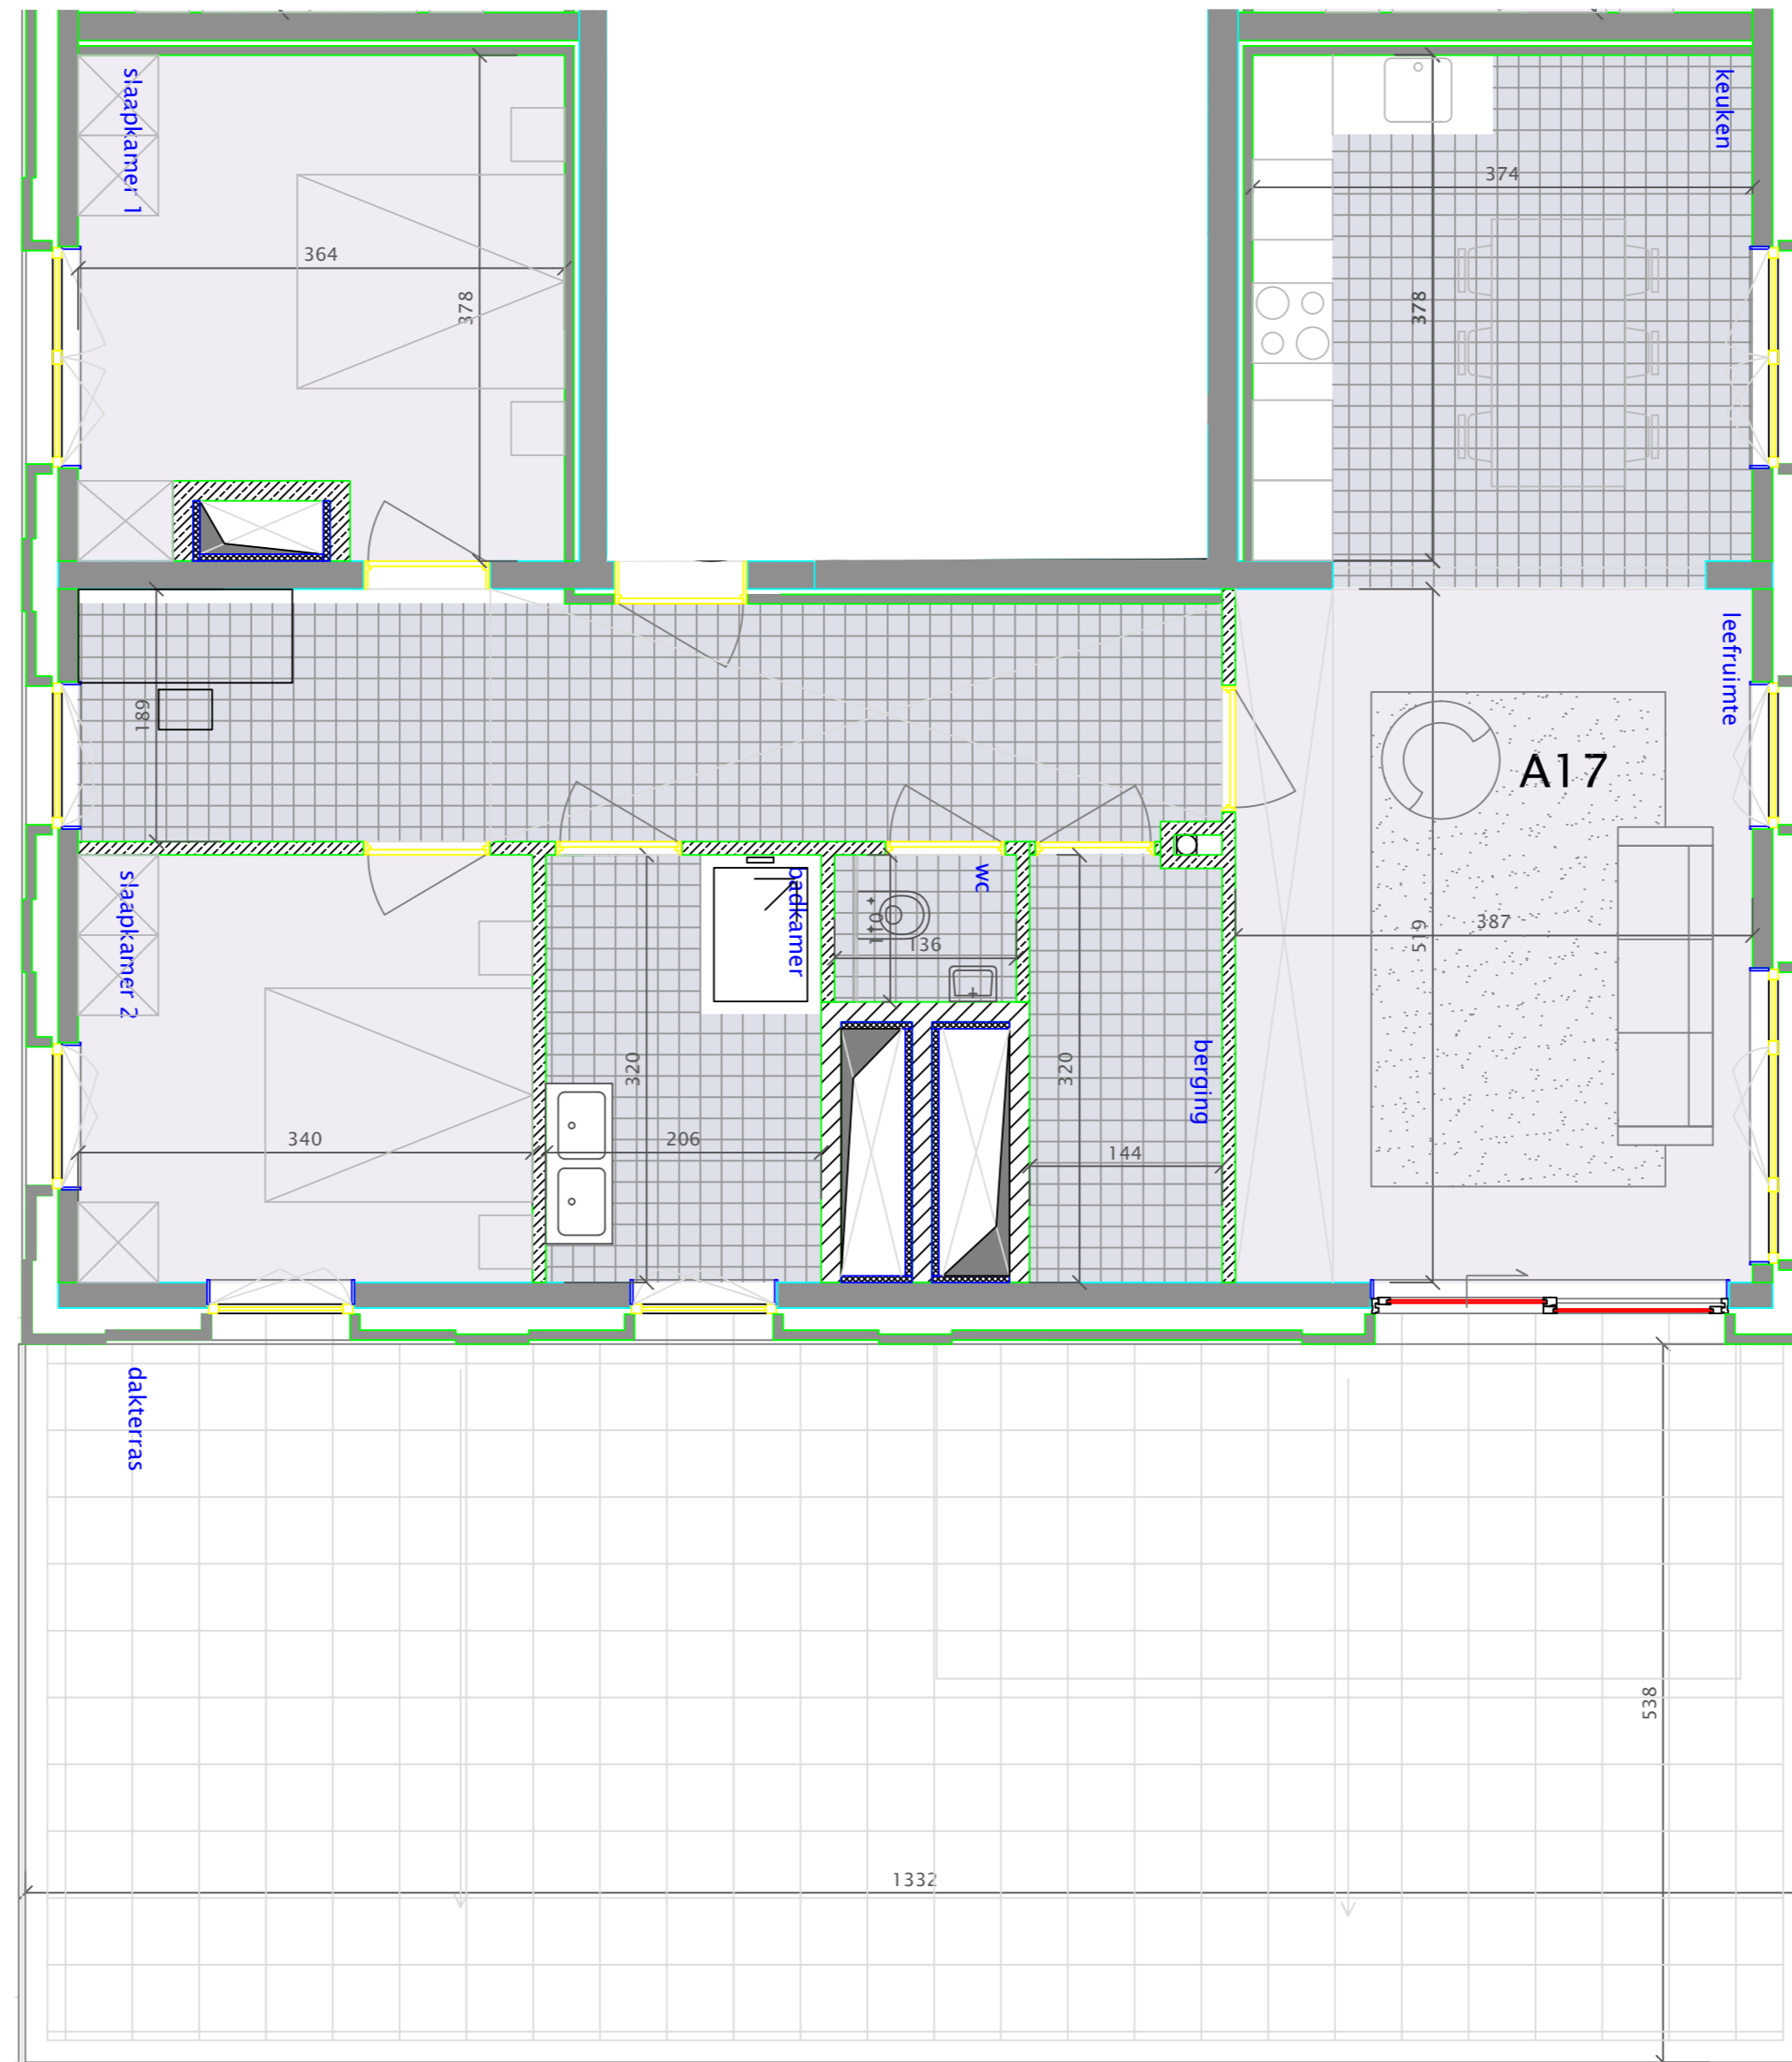 slaapkamer 1
keuken
374
364
378
378
leefruimte
189
A17
slaapkamer 2
badkamer
wc
110
136
387
519
berging
320
320
340
206
144
dakterras
538
1332